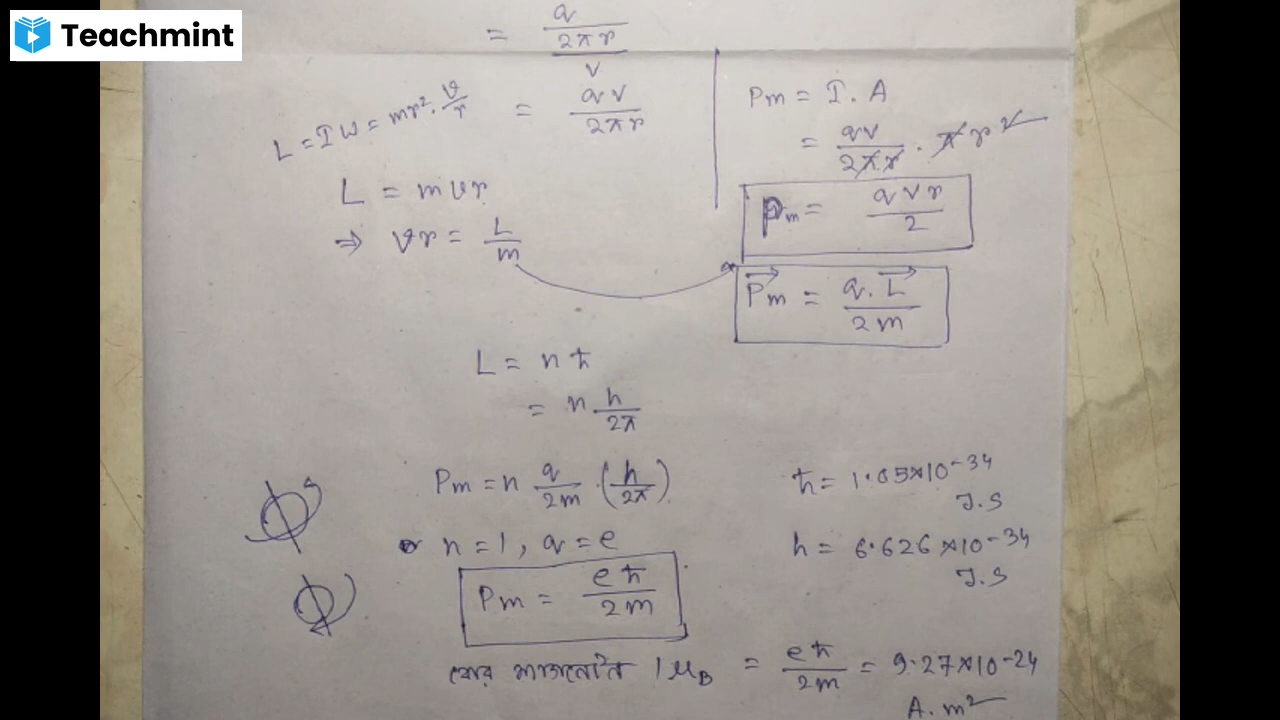 Teachmint
= q/(2πr)/v
L = Iω = mr². v/r = qv/2πr
L = mvr
⇒ vr = L/m
Pm = I. A
= qv/2πr . πr²
Pm = qvr/2
P⃗m = q.L⃗/2m
L = nħ
= n h/2π
Pm = n q/2m .(h/2π)
n = 1, q = e
Pm = eħ/2m
ħ = 1.05×10⁻³⁴
J.S
h = 6.626×10⁻³⁴
J.S
বোর ম্যাগনেটন 1μB = eħ/2m = 9.27×10⁻²⁴
A.m²